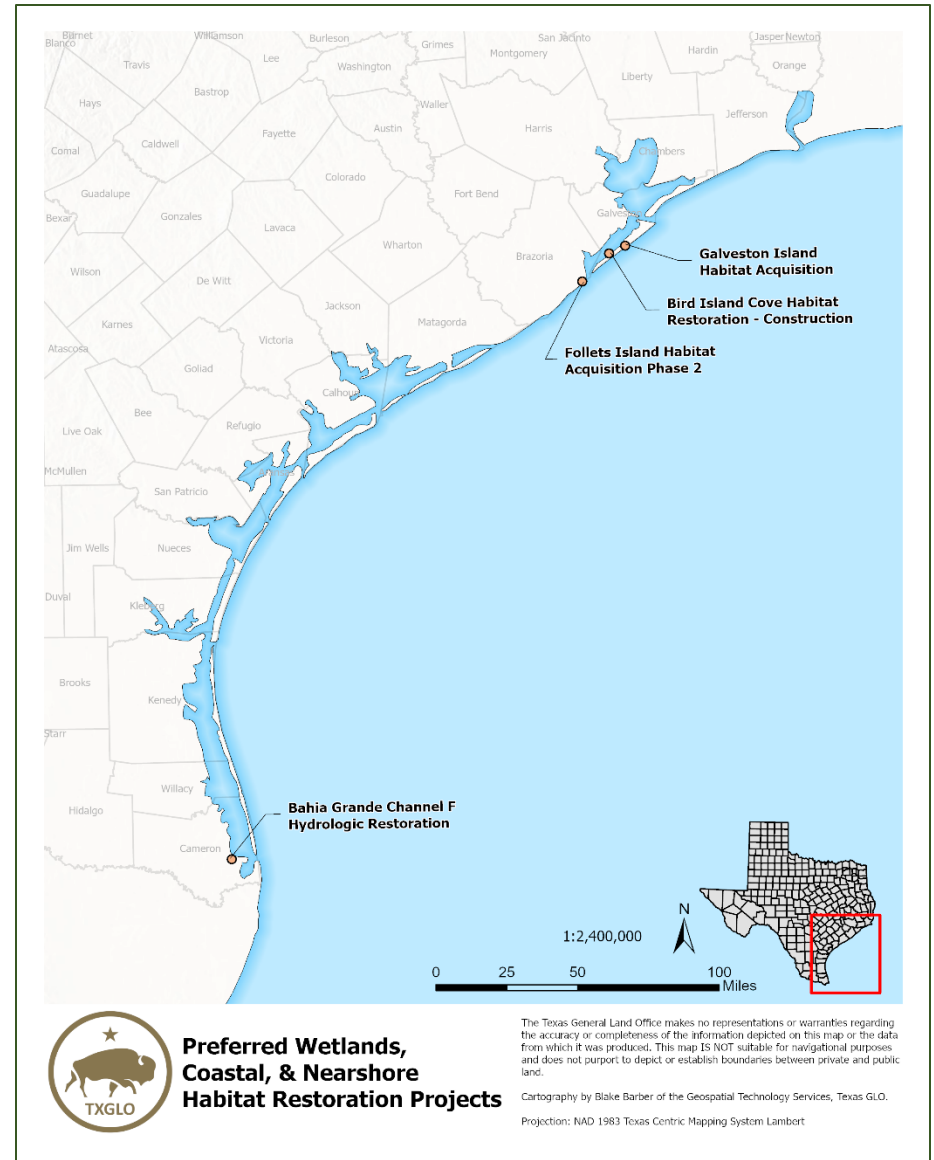 Burnet
Williamson
Burleson
Grimes
San Jacinto
Jasper
Newton
Blanco
Travis
Lee
Washington
Montgomery
Hardin
Orange
Liberty
Hays
Bastrop
Waller
Jefferson
Caldwell
Fayette
Austin
Harris
Comal
Chambers
Colorado
Guadalupe
Fort Bend
Gonzales
Bexar
Galveston
Lavaca
Wharton
Brazoria
Galveston Island
Habitat Acquisition
Wilson
De Witt
Bird Island Cove Habitat
Restoration - Construction
Jackson
Karnes
Matagorda
Victoria
Atascosa
Follets Island Habitat
Acquisition Phase 2
Goliad
Calhoun
Bee
Refugio
Live Oak
McMullen
San Patricio
Jim Wells
Nueces
Duval
Kleberg
Brooks
Kenedy
Starr
Willacy
Hidalgo
Bahia Grande Channel F
Hydrologic Restoration
Cameron
N
1:2,400,000
0 25 50 100
Miles
TXGLO
Preferred Wetlands,
Coastal, & Nearshore
Habitat Restoration Projects
The Texas General Land Office makes no representations or warranties regarding
the accuracy or completeness of the information depicted on this map or the data
from which it was produced. This map IS NOT suitable for navigational purposes
and does not purport to depict or establish boundaries between private and public
land.
Cartography by Blake Barber of the Geospatial Technology Services, Texas GLO.
Projection: NAD 1983 Texas Centric Mapping System Lambert